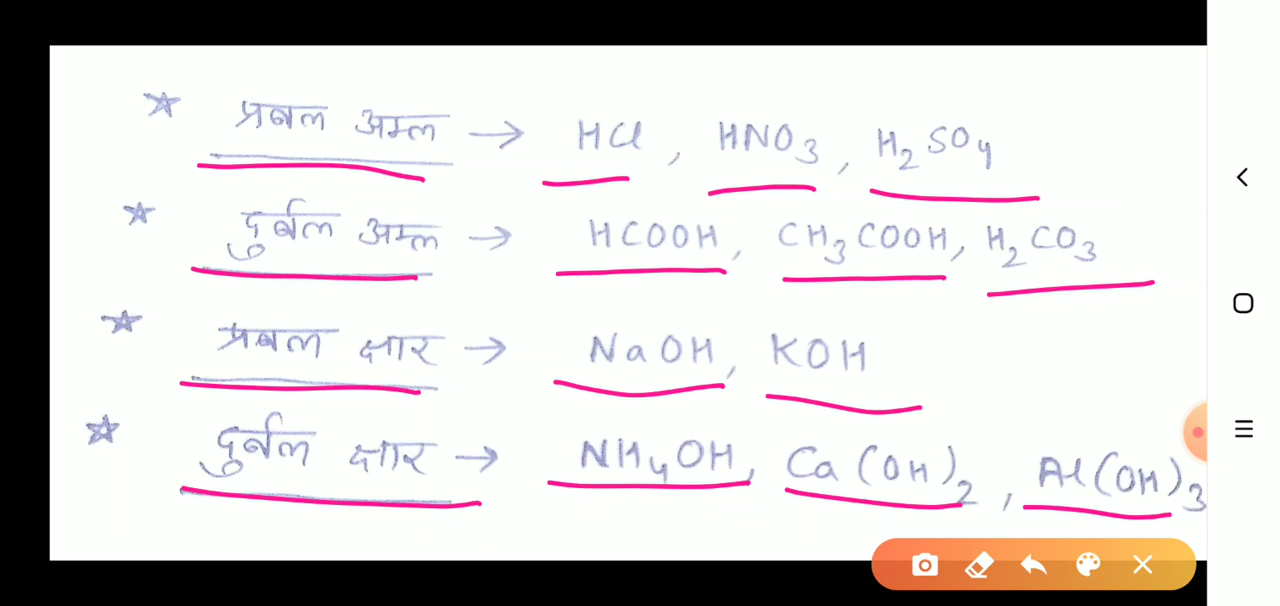 ☆ प्रबल अम्ल → HCl, HNO₃, H₂SO₄
☆ दुर्बल अम्ल → HCOOH, CH₃COOH, H₂CO₃
☆ प्रबल क्षार → NaOH, KOH
☆ दुर्बल क्षार → NH₄OH, Ca(OH)₂, Al(OH)₃